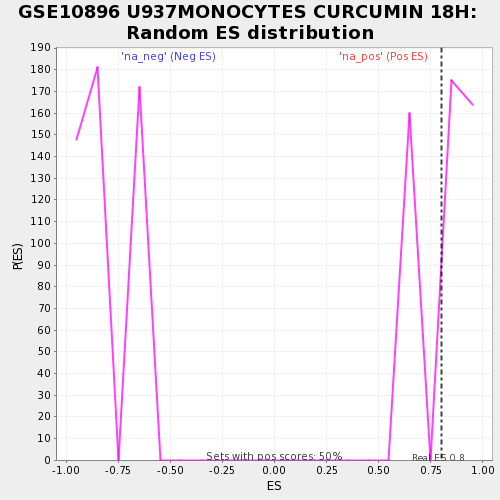 GSE10896 U937MONOCYTES CURCUMIN 18H:
Random ES distribution
'na_neg' (Neg ES)
'na_pos' (Pos ES)
190
180
170
160
150
140
130
120
110
100
90
80
70
60
50
40
30
20
10
0
P(ES)
Sets with pos scores: 50%
Real ES 0.8
-1.00 -0.75 -0.50 -0.25 0.00 0.25 0.50 0.75 1.00
ES